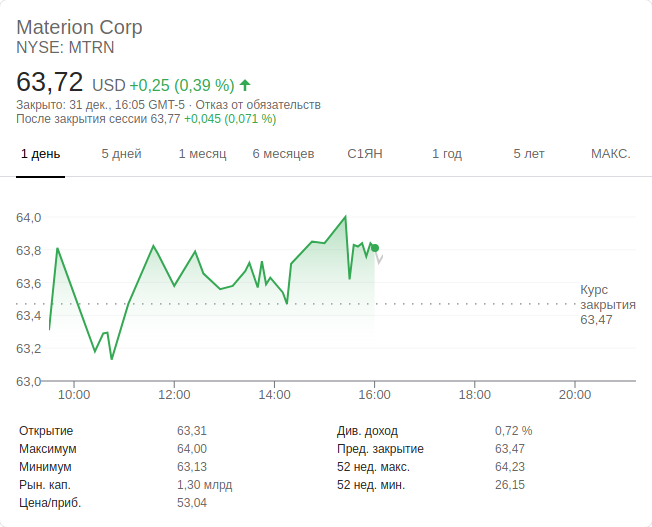 Materion Corp
NYSE: MTRN
63,72 USD +0,25 (0,39 %)
Закрыто: 31 дек., 16:05 GMT-5 · Отказ от обязательств
После закрытия сессии 63,77 +0,045 (0,071 %)
1 день 5 дней 1 месяц 6 месяцев С1ЯН 1 год 5 лет МАКС.
64,0
63,8
63,6
63,4
63,2
63,0
Курс
закрытия
63,47
10:00 12:00 14:00 16:00 18:00 20:00
Открытие 63,31 Див. доход 0,72 %
Максимум 64,00 Пред. закрытие 63,47
Минимум 63,13 52 нед. макс. 64,23
Рын. кап. 1,30 млрд 52 нед. мин. 26,15
Цена/приб. 53,04